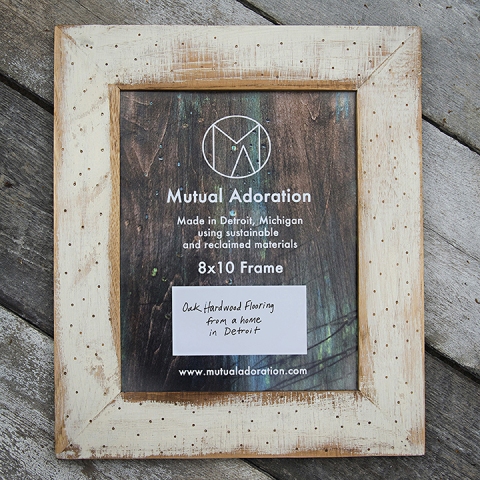 MA
Mutual Adoration
Made in Detroit, Michigan
using sustainable
and reclaimed materials
8x10 Frame
Oak Hardwood Flooring
from a home
in Detroit
www.mutualadoration.com